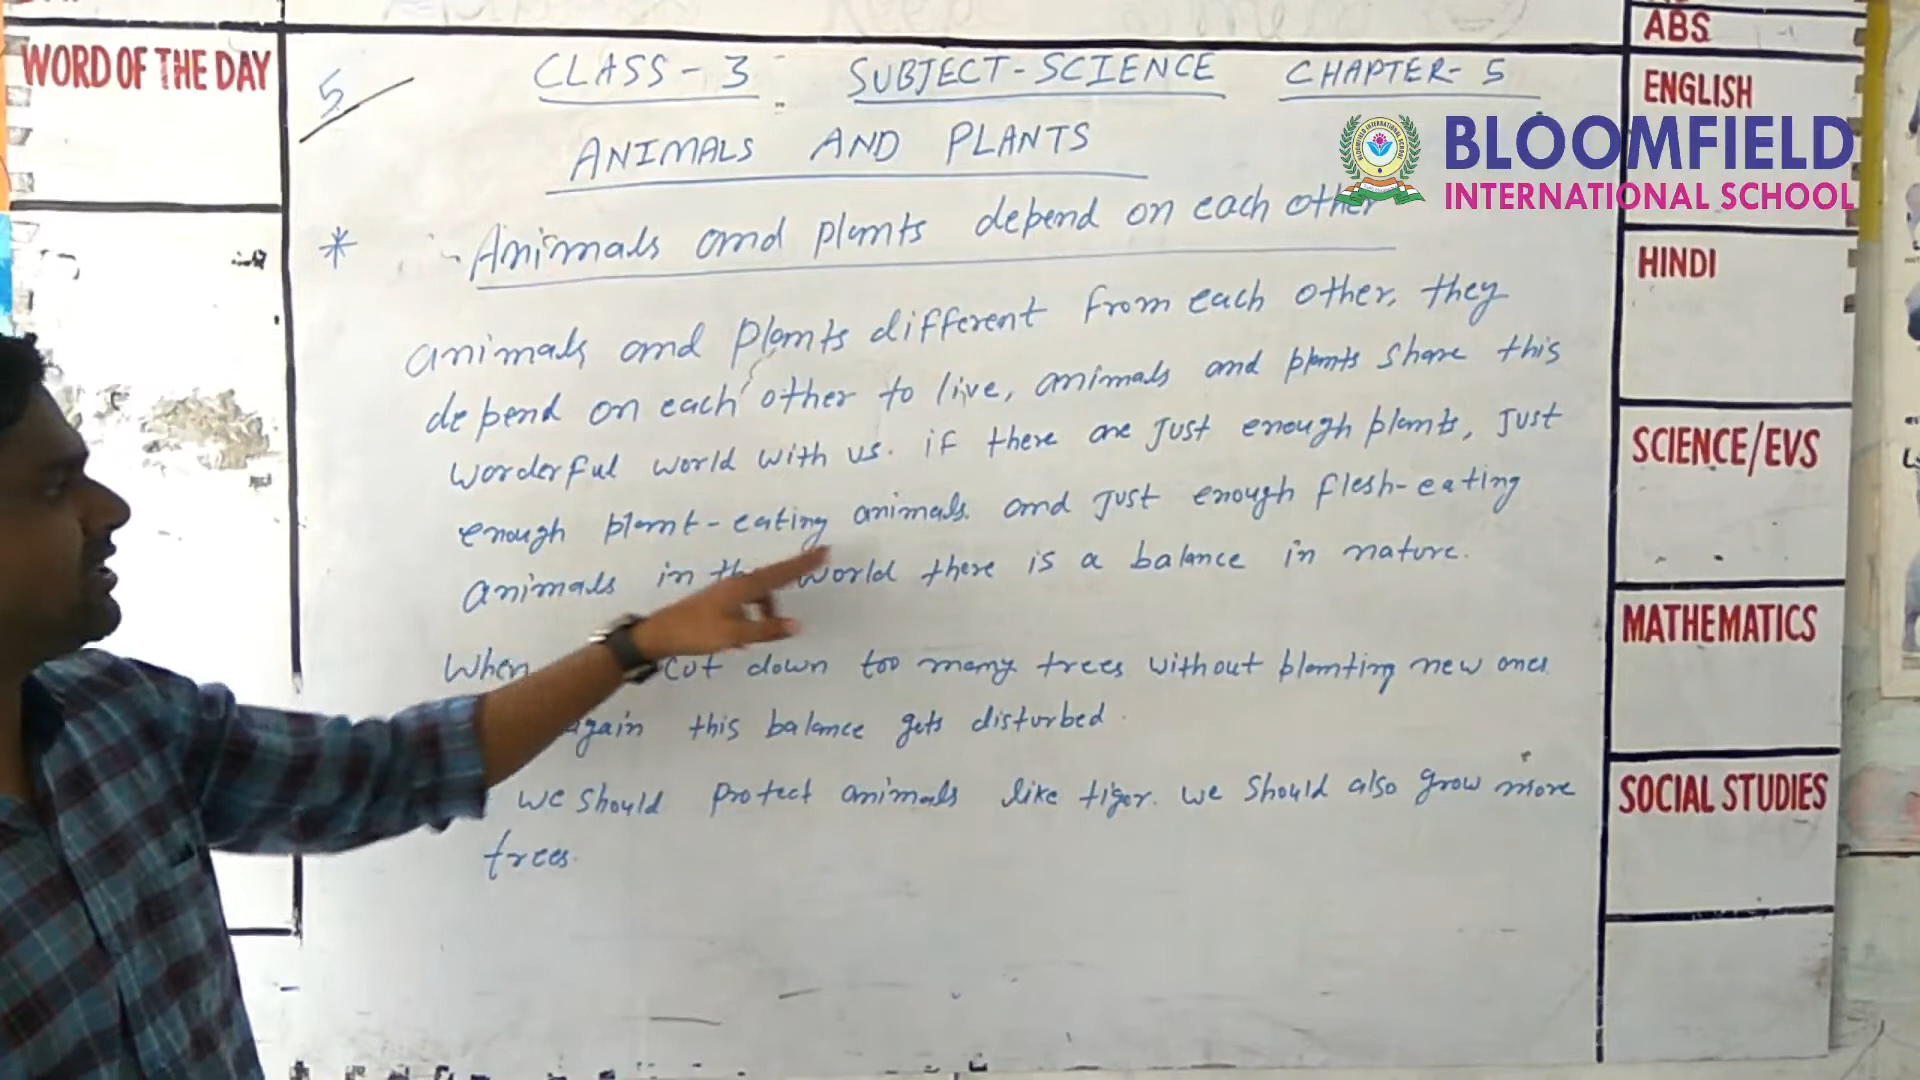 WORD OF THE DAY
5
CLASS - 3 SUBJECT-SCIENCE CHAPTER- 5
ANIMALS AND PLANTS
* Animals and plants depend on each other
animals and plants different from each other, they
depend on each other to live, animals and plants share this
worderful world with us. if there are just enough plants, just
enough plant-eating animals. and just enough flesh-eating
animals in the world there is a balance in nature.
When cut down too many trees without planting new ones
again this balance gets disturbed.
we should protect animals like tiger. we should also grow more
trees.
ABS
ENGLISH
HINDI
SCIENCE/EVS
MATHEMATICS
SOCIAL STUDIES
BLOOMFIELD
INTERNATIONAL SCHOOL